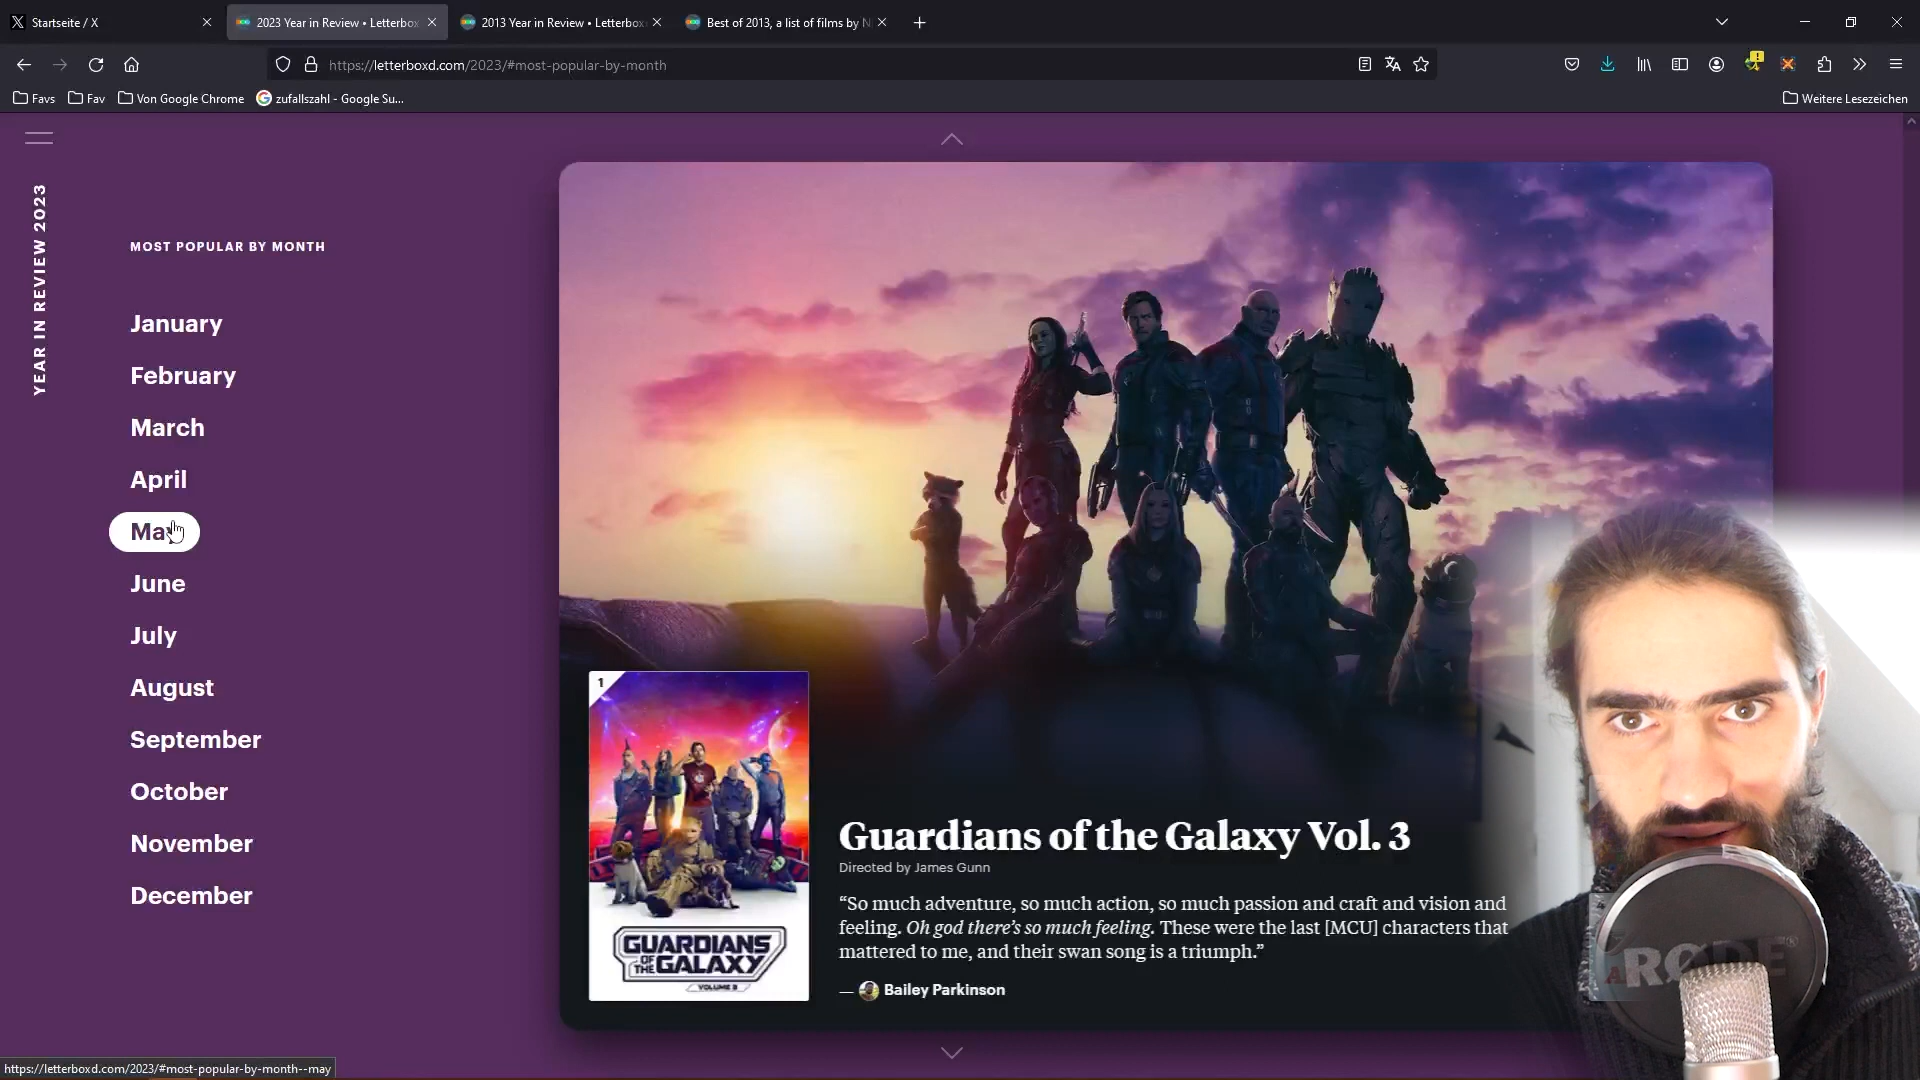 Startseite / X
2023 Year in Review • Letterbox
2013 Year in Review • Letterbox
Best of 2013, a list of films by N
https://letterboxd.com/2023/#most-popular-by-month
Favs
Fav
Von Google Chrome
zufallszahl - Google Su...
Weitere Lesezeichen
YEAR IN REVIEW 2023
MOST POPULAR BY MONTH
January
February
March
April
May
June
July
August
September
October
November
December
1
GUARDIANS
OF THE GALAXY
VOLUME 3
Guardians of the Galaxy Vol. 3
Directed by James Gunn
“So much adventure, so much action, so much passion and craft and vision and
feeling. Oh god there’s so much feeling. These were the last [MCU] characters that
mattered to me, and their swan song is a triumph.”
— Bailey Parkinson
RØDE
https://letterboxd.com/2023/#most-popular-by-month--may